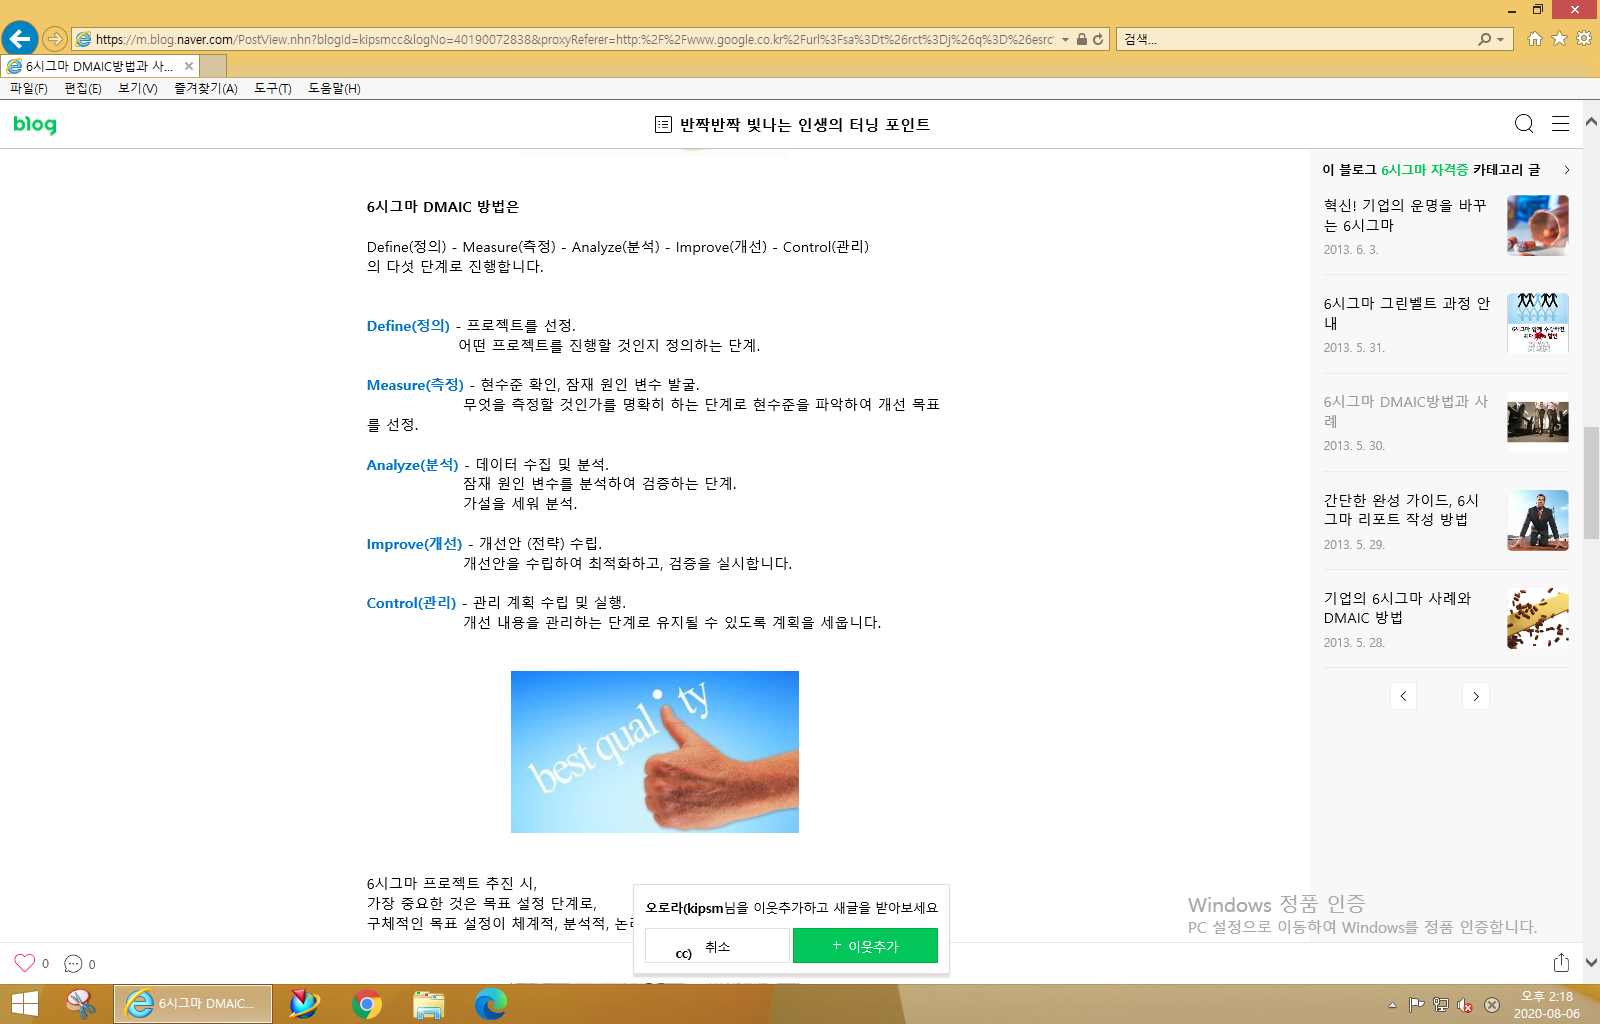 https://m.blog.naver.com/PostView.nhn?blogId=kipsmcc&logNo=40190072838&proxyReferer=http:%2F%2Fwww.google.co.kr%2Furl%3Fsa%3Dt%26rct%3Dj%26q%3D%26esrc
검색...
6시그마 DMAIC방법과 사...
파일(F) 편집(E) 보기(V) 즐겨찾기(A) 도구(T) 도움말(H)
blog
반짝반짝 빛나는 인생의 터닝 포인트
6시그마 DMAIC 방법은
Define(정의) - Measure(측정) - Analyze(분석) - Improve(개선) - Control(관리)
의 다섯 단계로 진행합니다.
Define(정의) - 프로젝트를 선정.
어떤 프로젝트를 진행할 것인지 정의하는 단계.
Measure(측정) - 현수준 확인, 잠재 원인 변수 발굴.
무엇을 측정할 것인가를 명확히 하는 단계로 현수준을 파악하여 개선 목표
를 선정.
Analyze(분석) - 데이터 수집 및 분석.
잠재 원인 변수를 분석하여 검증하는 단계.
가설을 세워 분석.
Improve(개선) - 개선안 (전략) 수립.
개선안을 수립하여 최적화하고, 검증을 실시합니다.
Control(관리) - 관리 계획 수립 및 실행.
개선 내용을 관리하는 단계로 유지될 수 있도록 계획을 세웁니다.
best quality
6시그마 프로젝트 추진 시,
가장 중요한 것은 목표 설정 단계로,
구체적인 목표 설정이 체계적, 분석적,
오로라(kipsm님을 이웃추가하고 새글을 받아보세요
cc)
취소
+ 이웃추가
이 블로그 6시그마 자격증 카테고리 글
혁신! 기업의 운명을 바꾸
는 6시그마
2013. 6. 3.
6시그마 그린벨트 과정 안
내
2013. 5. 31.
6시그마 DMAIC방법과 사
례
2013. 5. 30.
간단한 완성 가이드, 6시
그마 리포트 작성 방법
2013. 5. 29.
기업의 6시그마 사례와
DMAIC 방법
2013. 5. 28.
Windows 정품 인증
PC 설정으로 이동하여 Windows를 정품 인증합니다.
0 0
6시그마 DMAIC...
오후 2:18
2020-08-06